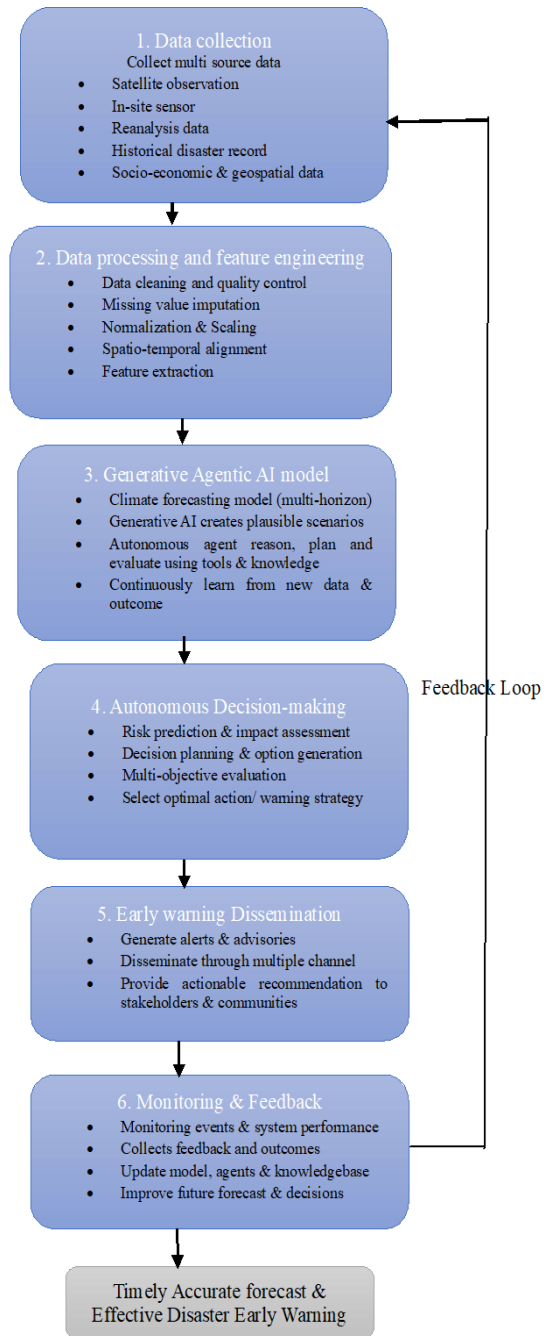 1. Data collection
Collect multi source data
• Satellite observation
• In-site sensor
• Reanalysis data
• Historical disaster record
• Socio-economic & geospatial data
2. Data processing and feature engineering
• Data cleaning and quality control
• Missing value imputation
• Normalization & Scaling
• Spatio-temporal alignment
• Feature extraction
3. Generative Agentic AI model
• Climate forecasting model (multi-horizon)
• Generative AI creates plausible scenarios
• Autonomous agent reason, plan and
evaluate using tools & knowledge
• Continuously learn from new data &
outcome
4. Autonomous Decision-making
• Risk prediction & impact assessment
• Decision planning & option generation
• Multi-objective evaluation
• Select optimal action/ warning strategy
Feedback Loop
5. Early warning Dissemination
• Generate alerts & advisories
• Disseminate through multiple channel
• Provide actionable recommendation to
stakeholders & communities
6. Monitoring & Feedback
• Monitoring events & system performance
• Collects feedback and outcomes
• Update model, agents & knowledgebase
• Improve future forecast & decisions
Timely Accurate forecast &
Effective Disaster Early Warning